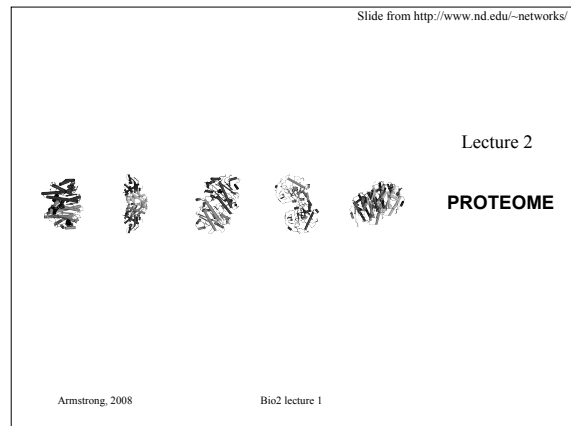 Slide from http://www.nd.edu/~networks/
Lecture 2
PROTEOME
Armstrong, 2008
Bio2 lecture 1